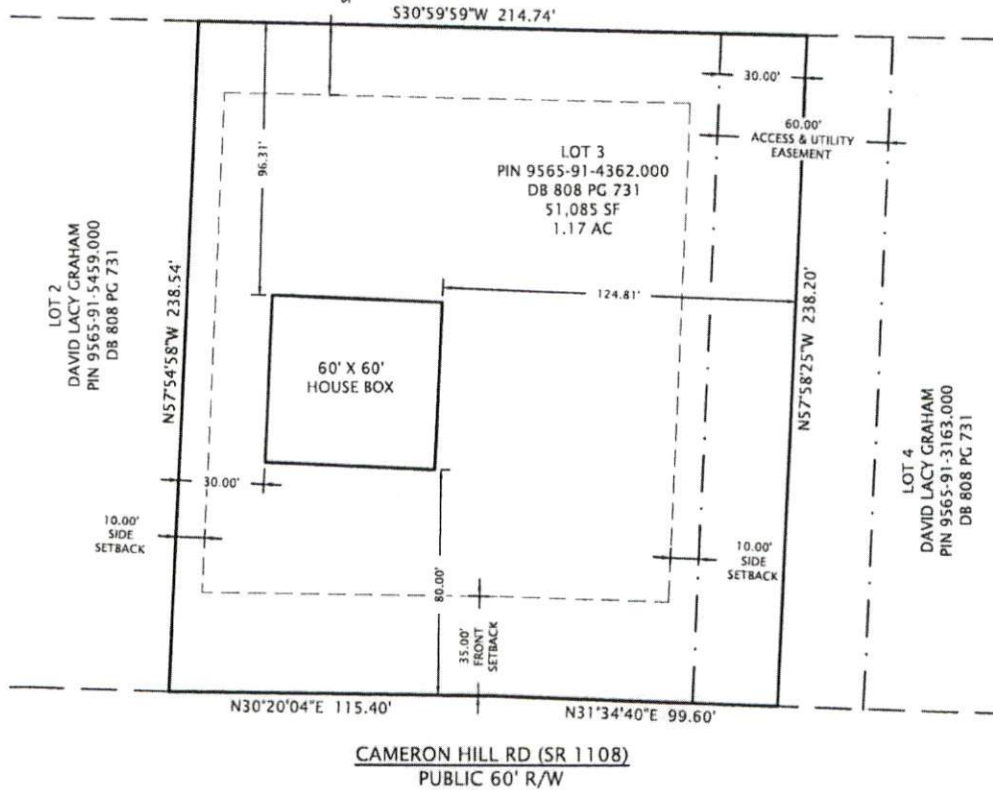 S30°59'59"W 214.74'
30.00'
60.00'
ACCESS & UTILITY
EASEMENT
LOT 3
PIN 9565-91-4362.000
DB 808 PG 731
51,085 SF
1.17 AC
96.31'
LOT 2
DAVID LACY GRAHAM
PIN 9565-91-5459.000
DB 808 PG 731
N57°54'58"W 238.54'
124.81'
N57°58'25"W 238.20'
60' X 60'
HOUSE BOX
LOT 4
DAVID LACY GRAHAM
PIN 9565-91-3163.000
DB 808 PG 731
30.00'
10.00'
SIDE
SETBACK
10.00'
SIDE
SETBACK
80.00'
35.00'
FRONT
SETBACK
N30°20'04"E 115.40'
N31°34'40"E 99.60'
CAMERON HILL RD (SR 1108)
PUBLIC 60' R/W